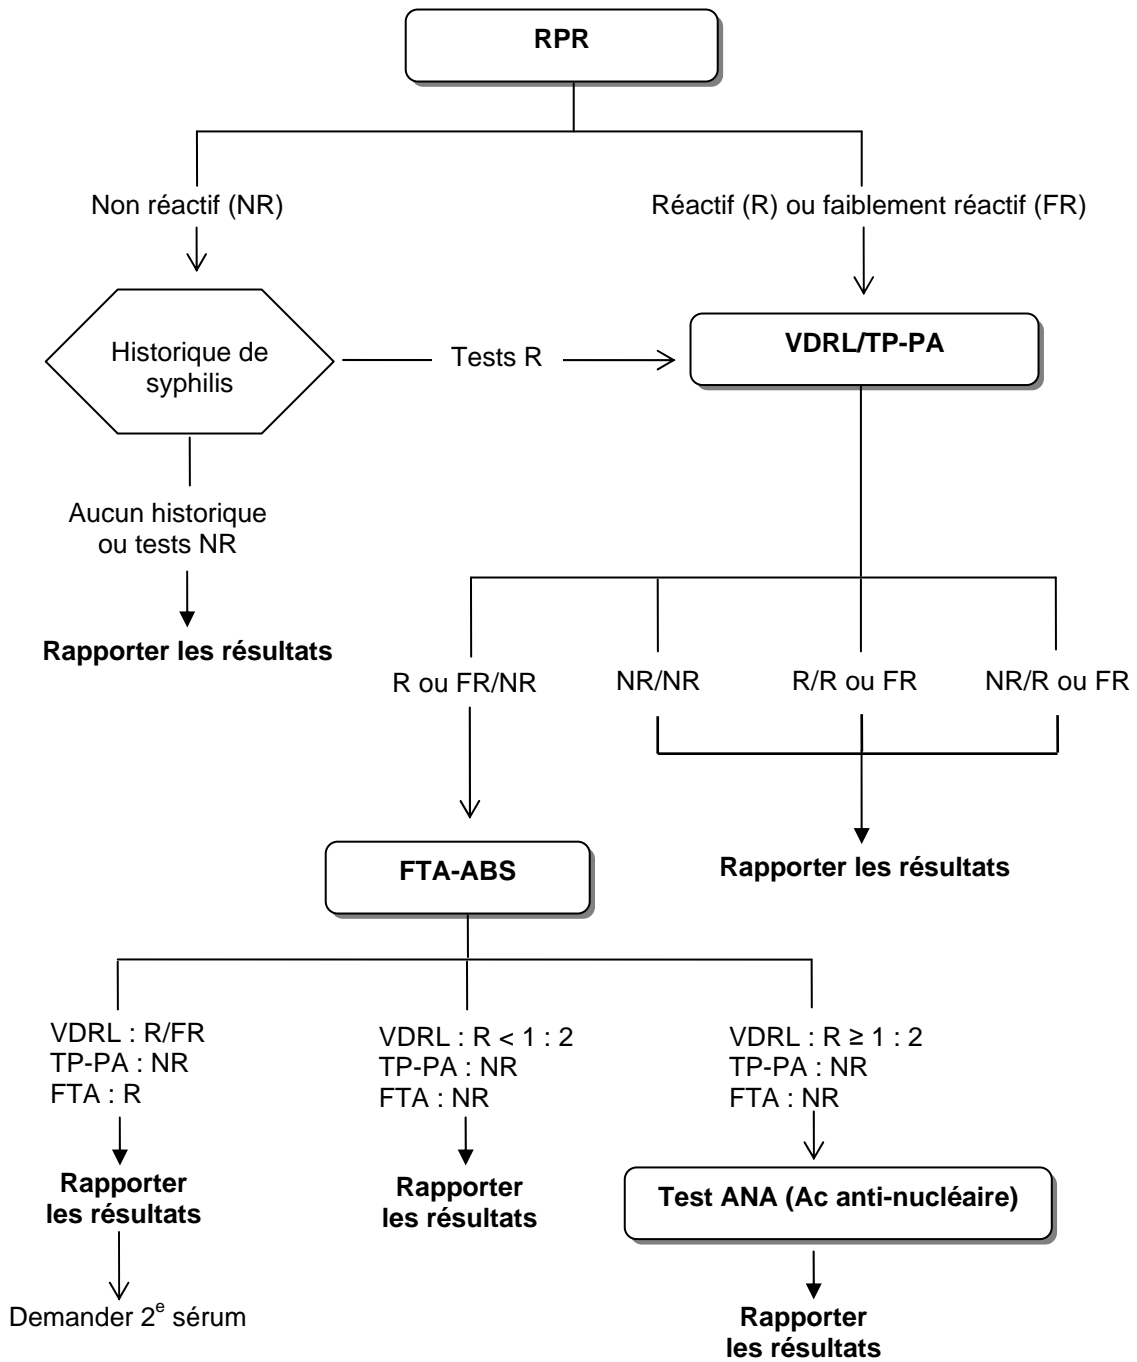 RPR
Non réactif (NR)
Réactif (R) ou faiblement réactif (FR)
Historique de
syphilis
Tests R
VDRL/TP-PA
Aucun historique
ou tests NR
Rapporter les résultats
R ou FR/NR
NR/NR
R/R ou FR
NR/R ou FR
Rapporter les résultats
FTA-ABS
VDRL : R/FR
TP-PA : NR
FTA : R
VDRL : R < 1 : 2
TP-PA : NR
FTA : NR
VDRL : R ≥ 1 : 2
TP-PA : NR
FTA : NR
Rapporter
les résultats
Rapporter
les résultats
Test ANA (Ac anti-nucléaire)
Demander 2e sérum
Rapporter
les résultats